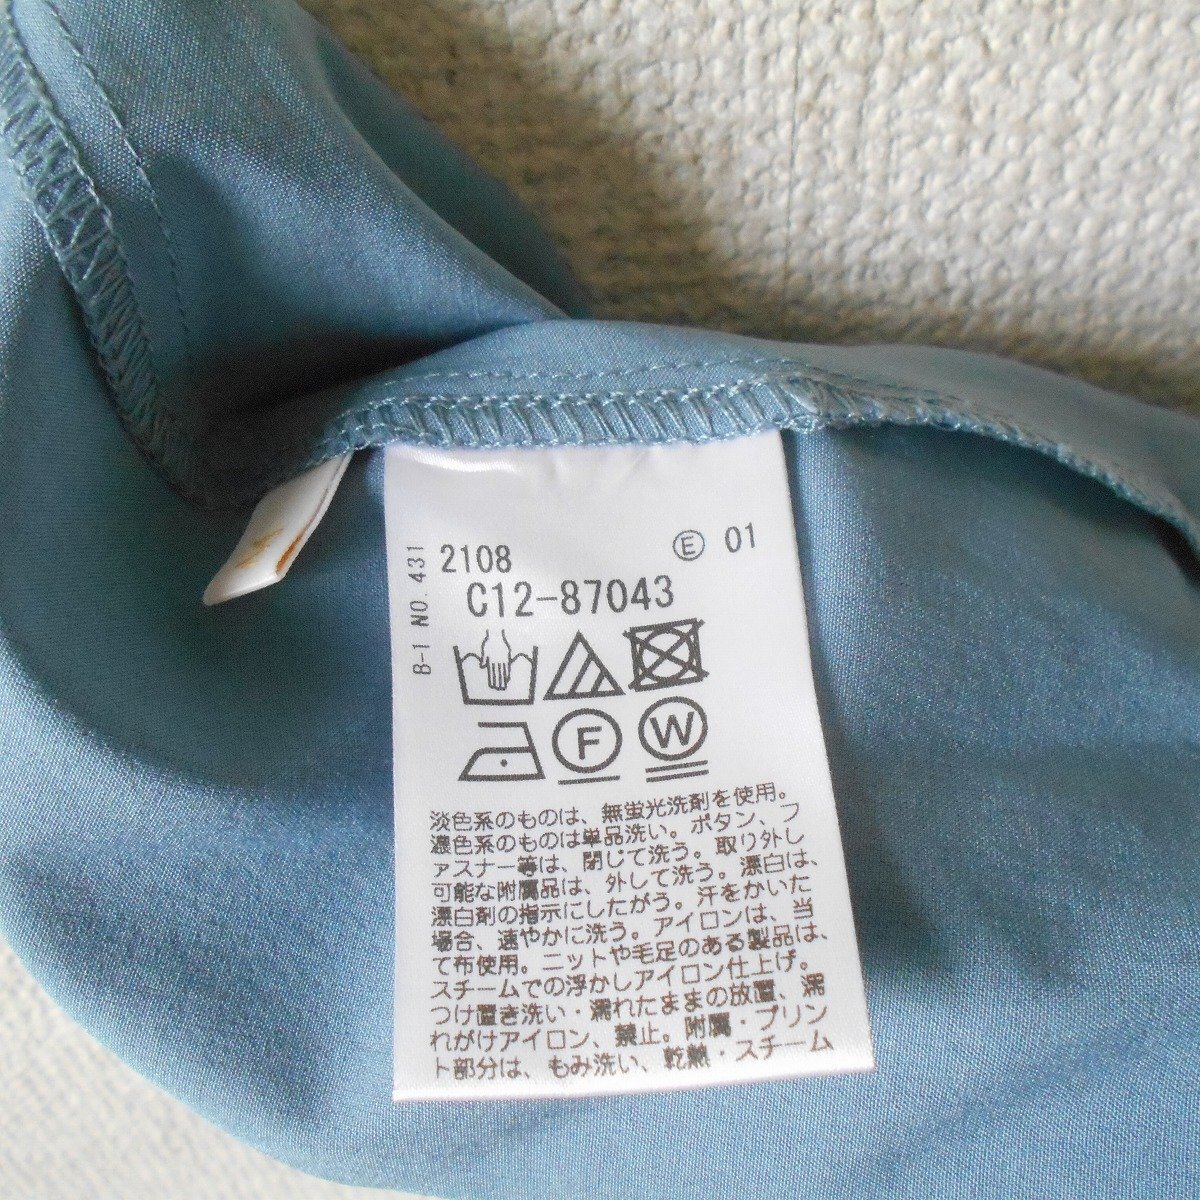 B-1 NO. 431
2108
Ⓔ 01
C12-87043
F
W
淡色系のものは、無蛍光洗剤を使用。
濃色系のものは単品洗い。ボタン、フ
ァスナー等は、閉じて洗う。取り外し
可能な附属品は、外して洗う。漂白は、
漂白剤の指示にしたがう。汗をかいた
場合、速やかに洗う。アイロンは、当
て布使用。ニットや毛足のある製品は、
スチームでの浮かしアイロン仕上げ。
つけ置き洗い・濡れたままの放置、濡
れがけアイロン、禁止。附属・プリン
ト部分は、もみ洗い、乾熱・スチーム